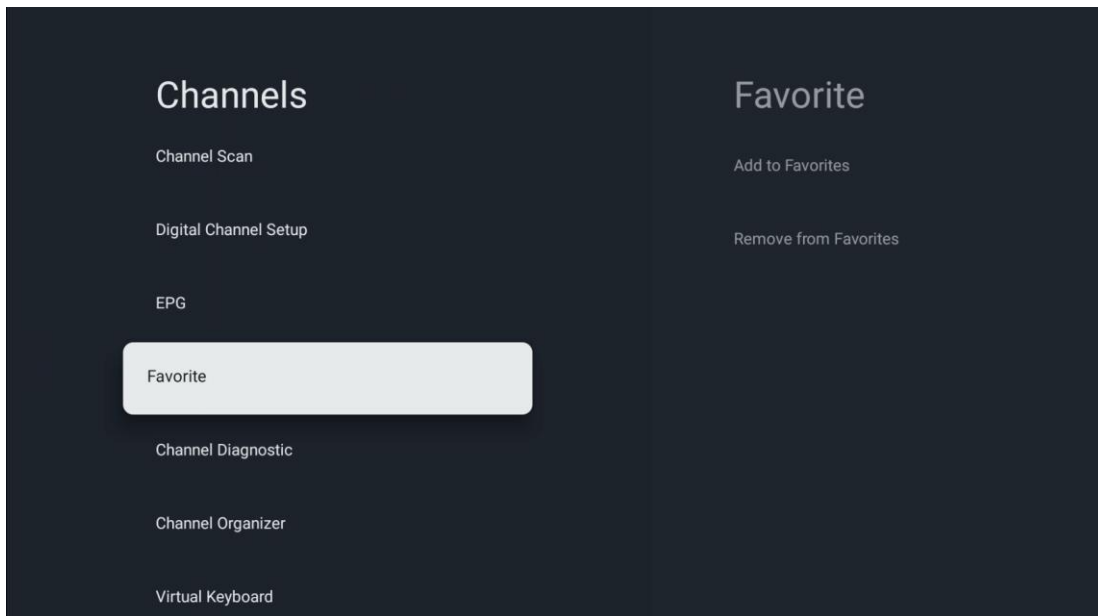 Channels
Channel Scan
Digital Channel Setup
EPG
Favorite
Channel Diagnostic
Channel Organizer
Virtual Keyboard
Favorite
Add to Favorites
Remove from Favorites